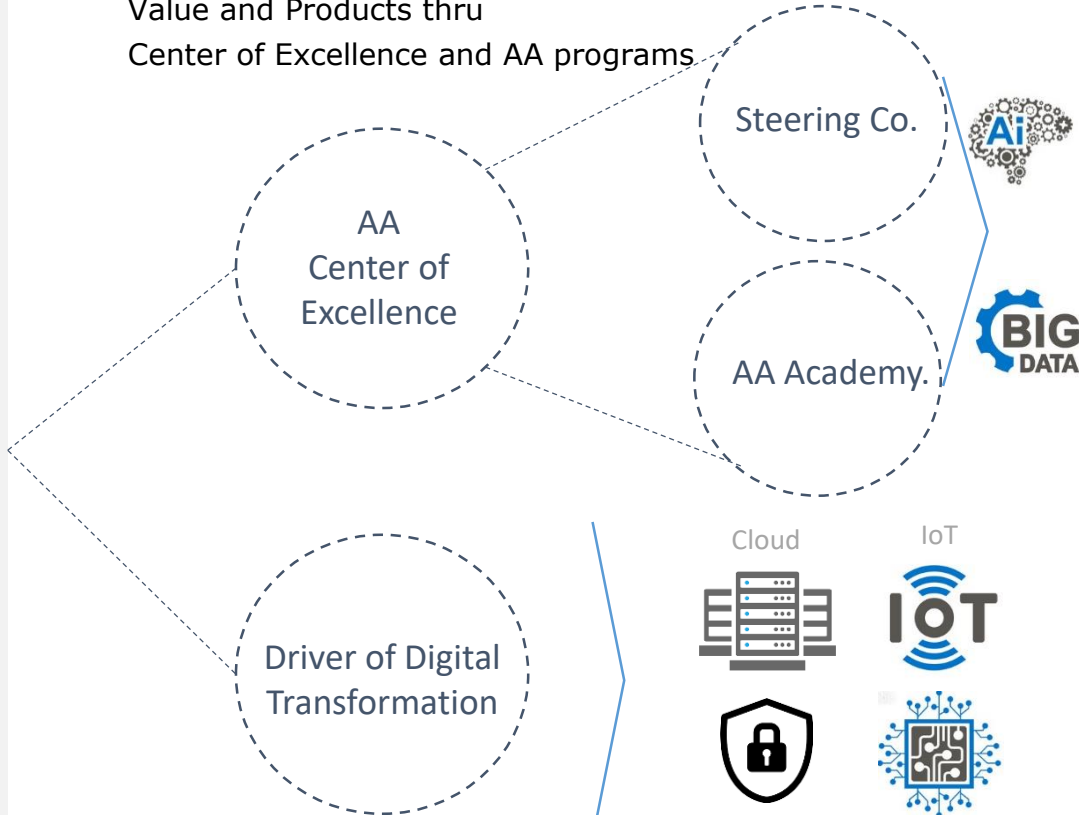 Value and Products thru
Center of Excellence and AA programs
Steering Co.
Ai
AA
Center of
Excellence
BIG
DATA
AA Academy.
Cloud
IoT
IoT
Driver of Digital
Transformation